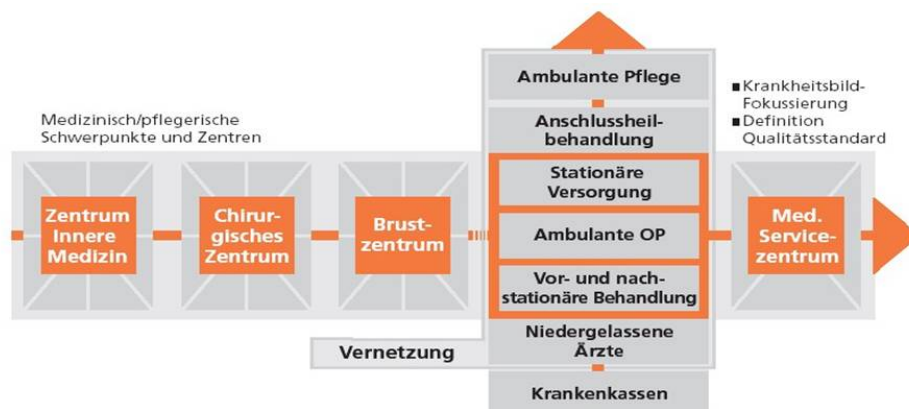 Ambulante Pflege
Medizinisch/pflegerische
Schwerpunkte und Zentren
Anschlussheil-
behandlung
■ Krankheitsbild-
Fokussierung
■ Definition
Qualitätsstandard
Zentrum
Innere
Medizin
Chirur-
gisches
Zentrum
Brust-
zentrum
Stationäre
Versorgung
Ambulante OP
Vor- und nach-
stationäre Behandlung
Med.
Service-
zentrum
Vernetzung
Niedergelassene
Ärzte
Krankenkassen